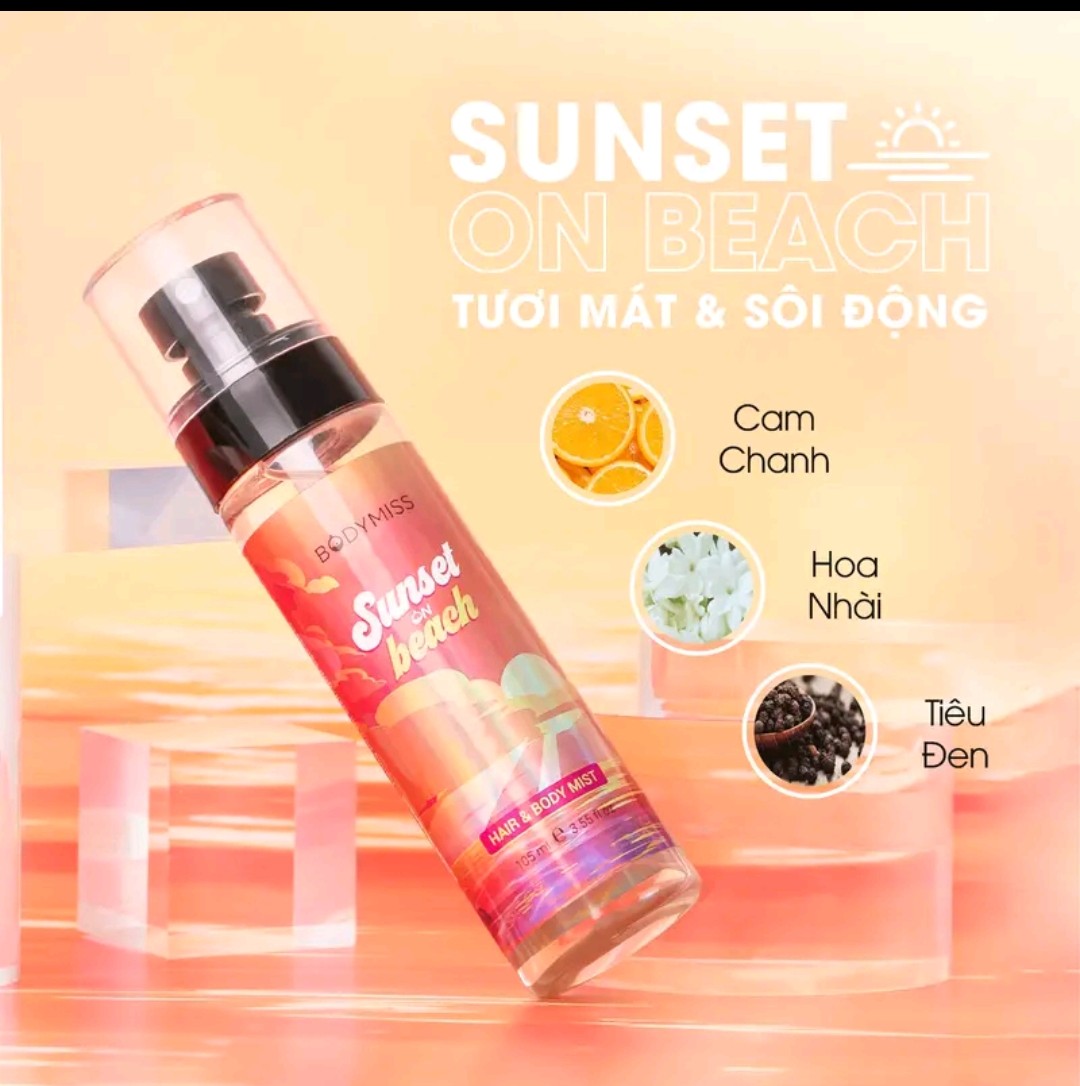 SUNSET
ON BEACH
TƯƠI MÁT & SÔI ĐỘNG
Cam
Chanh
Hoa
Nhài
Tiêu
Đen
BODYMISS
Sunset
ON
beach
HAIR & BODY MIST
105 ml e 3.55 fl oz